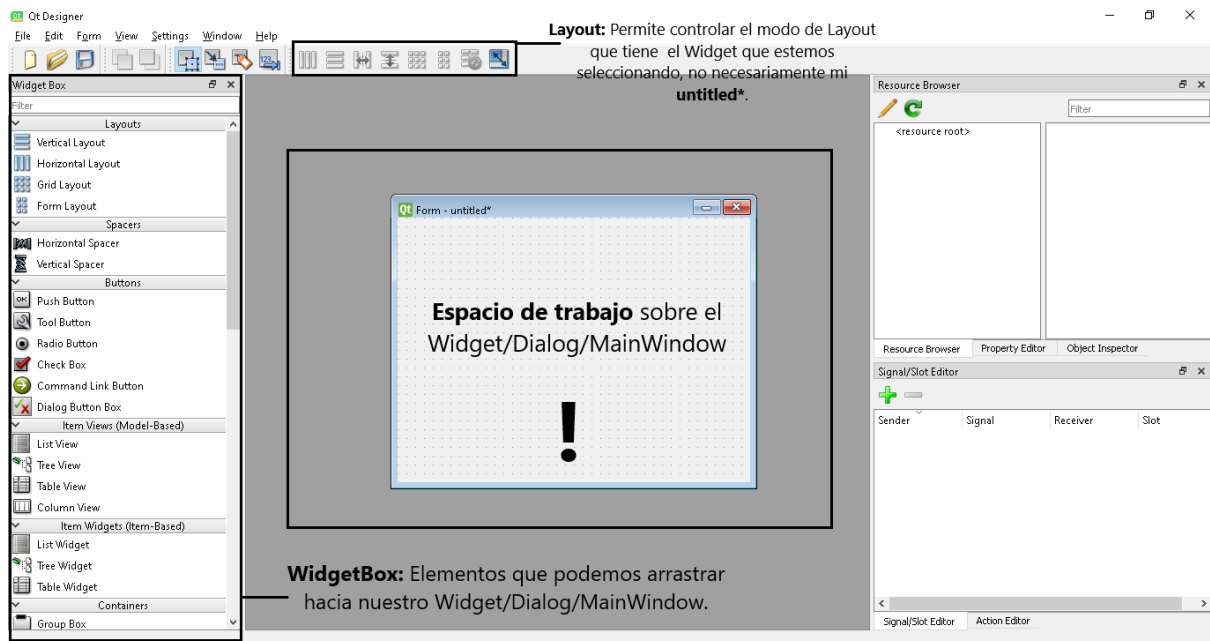 Qt Designer
File Edit Form View Settings Window Help
Layout: Permite controlar el modo de Layout
que tiene el Widget que estemos
seleccionando, no necesariamente mi
untitled*.
Widget Box
Filter
Layouts
Vertical Layout
Horizontal Layout
Grid Layout
Form Layout
Spacers
Horizontal Spacer
Vertical Spacer
Buttons
OK Push Button
Tool Button
Radio Button
Check Box
Command Link Button
Dialog Button Box
Item Views (Model-Based)
List View
Tree View
Table View
Column View
Item Widgets (Item-Based)
List Widget
Tree Widget
Table Widget
Containers
Group Box
Qt Form - untitled*
Espacio de trabajo sobre el
Widget/Dialog/MainWindow
!
WidgetBox: Elementos que podemos arrastrar
hacia nuestro Widget/Dialog/MainWindow.
Resource Browser
Filter
<resource root>
Resource Browser Property Editor Object Inspector
Signal/Slot Editor
Sender Signal Receiver Slot
Signal/Slot Editor Action Editor